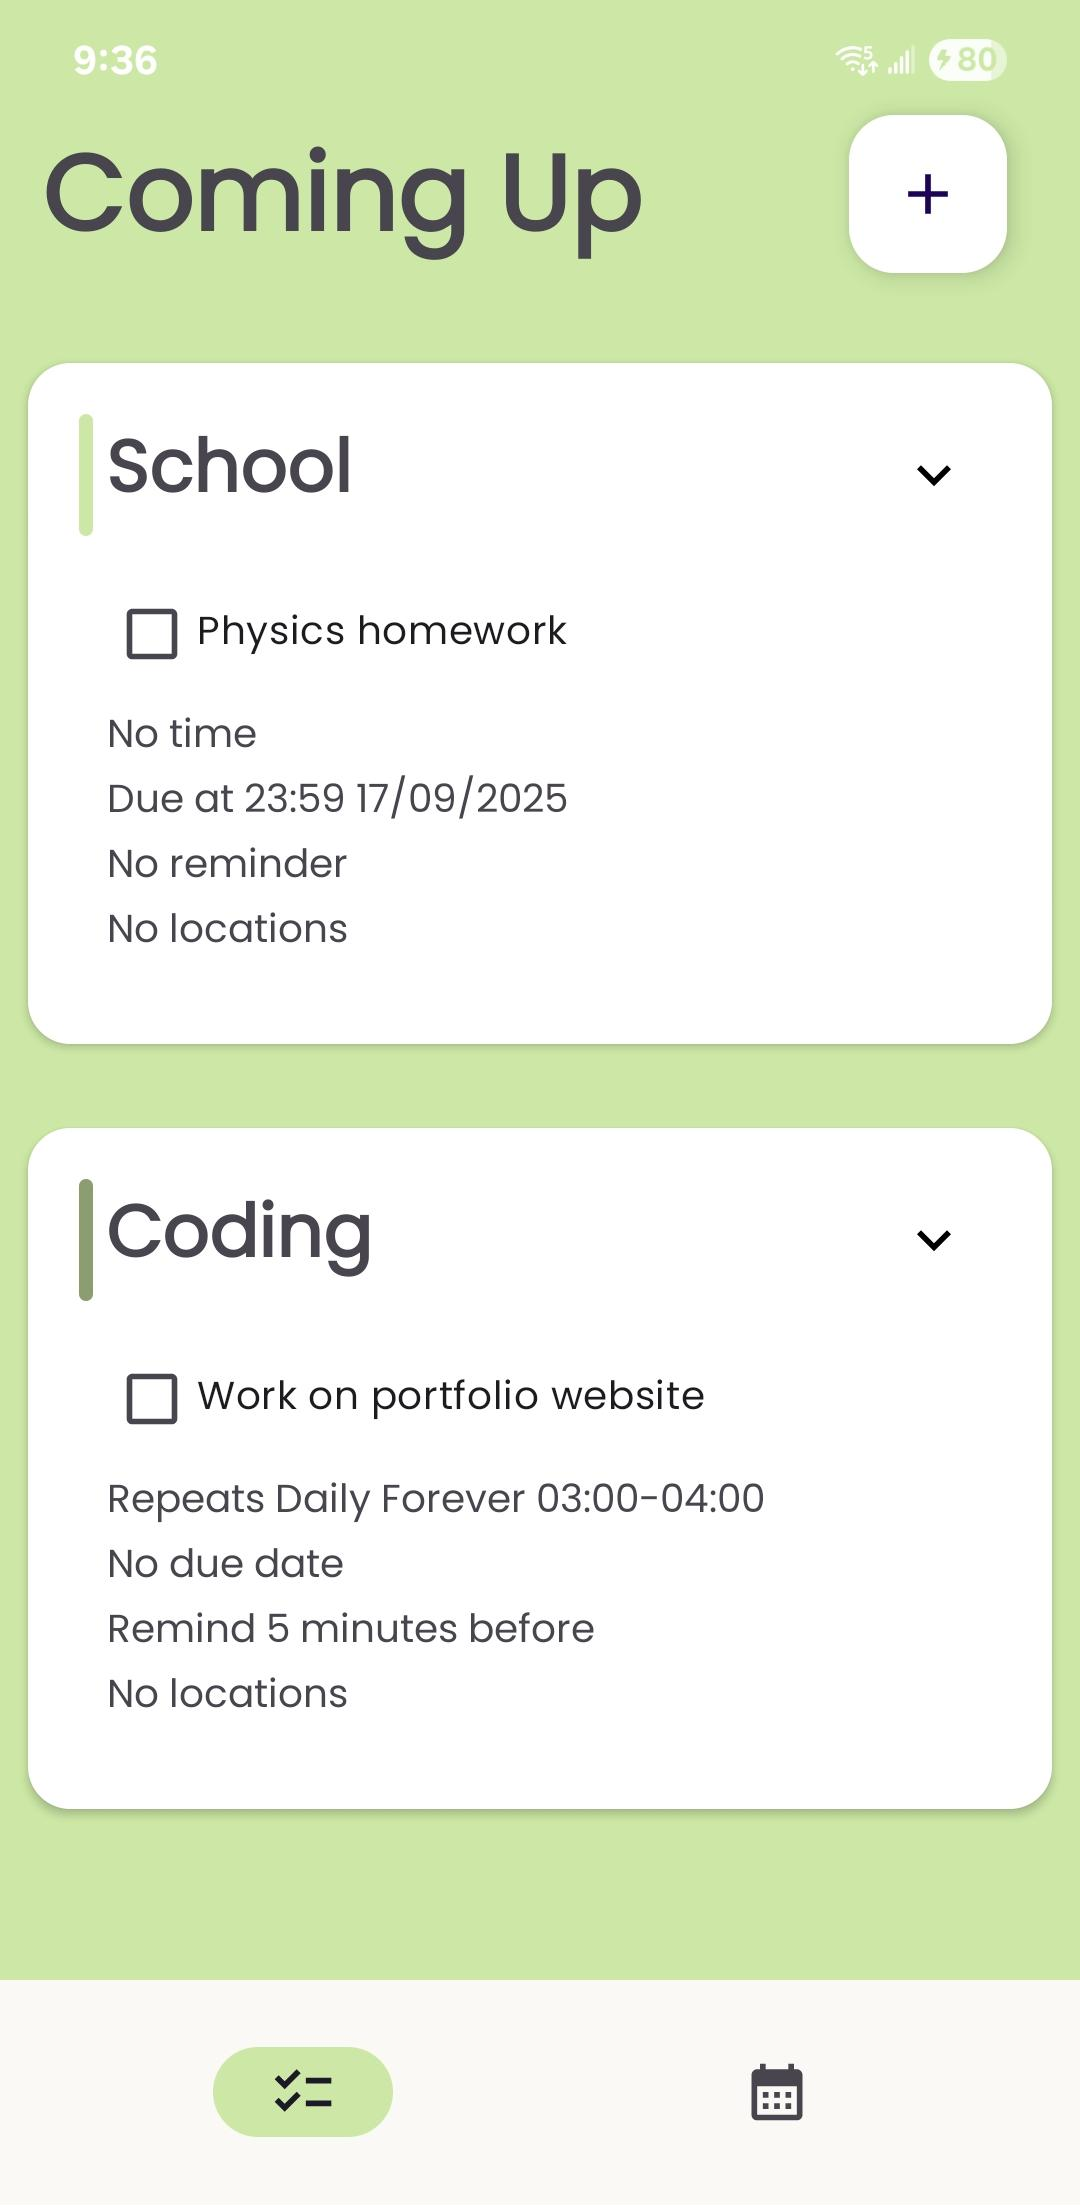 9:36
5
80
Coming Up
+
School
Physics homework
No time
Due at 23:59 17/09/2025
No reminder
No locations
Coding
Work on portfolio website
Repeats Daily Forever 03:00-04:00
No due date
Remind 5 minutes before
No locations